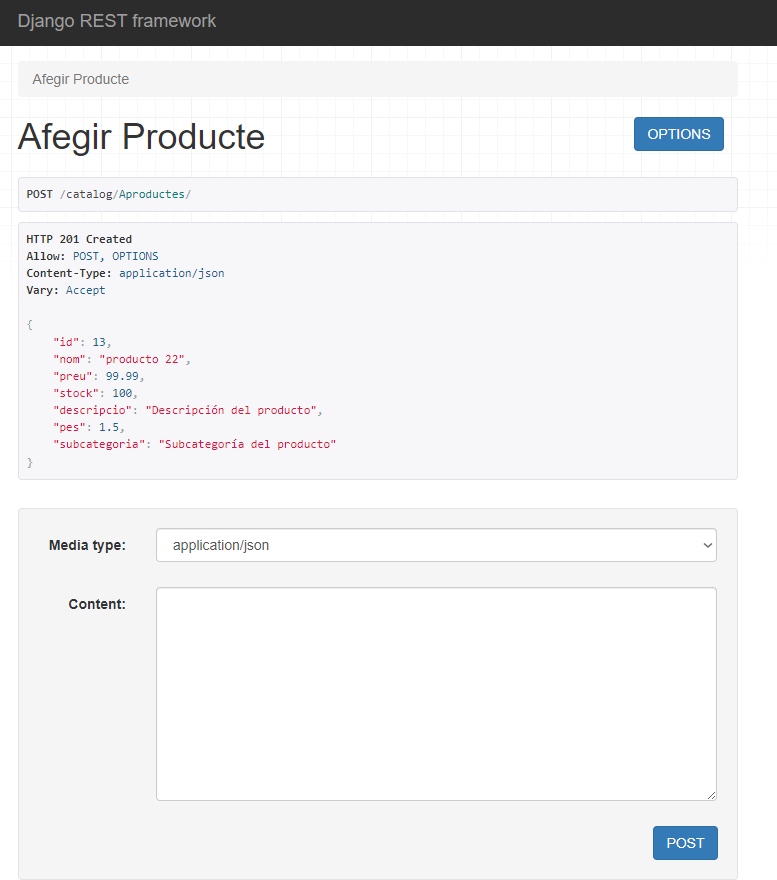 Django REST framework
Afegir Producte
Afegir Producte
OPTIONS
POST /catalog/Aproductes/
HTTP 201 Created
Allow: POST, OPTIONS
Content-Type: application/json
Vary: Accept
{
    "id": 13,
    "nom": "producto 22",
    "preu": 99.99,
    "stock": 100,
    "descripcio": "Descripción del producto",
    "pes": 1.5,
    "subcategoria": "Subcategoría del producto"
}
Media type:
application/json
Content:
POST